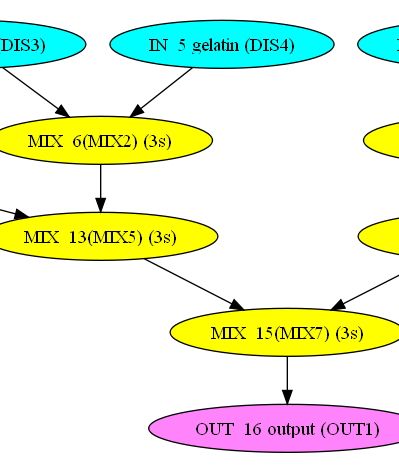 DIS3)
IN 5 gelatin (DIS4)
MIX 6(MIX2) (3s)
MIX 13(MIX5) (3s)
MIX 15(MIX7) (3s)
OUT 16 output (OUT1)